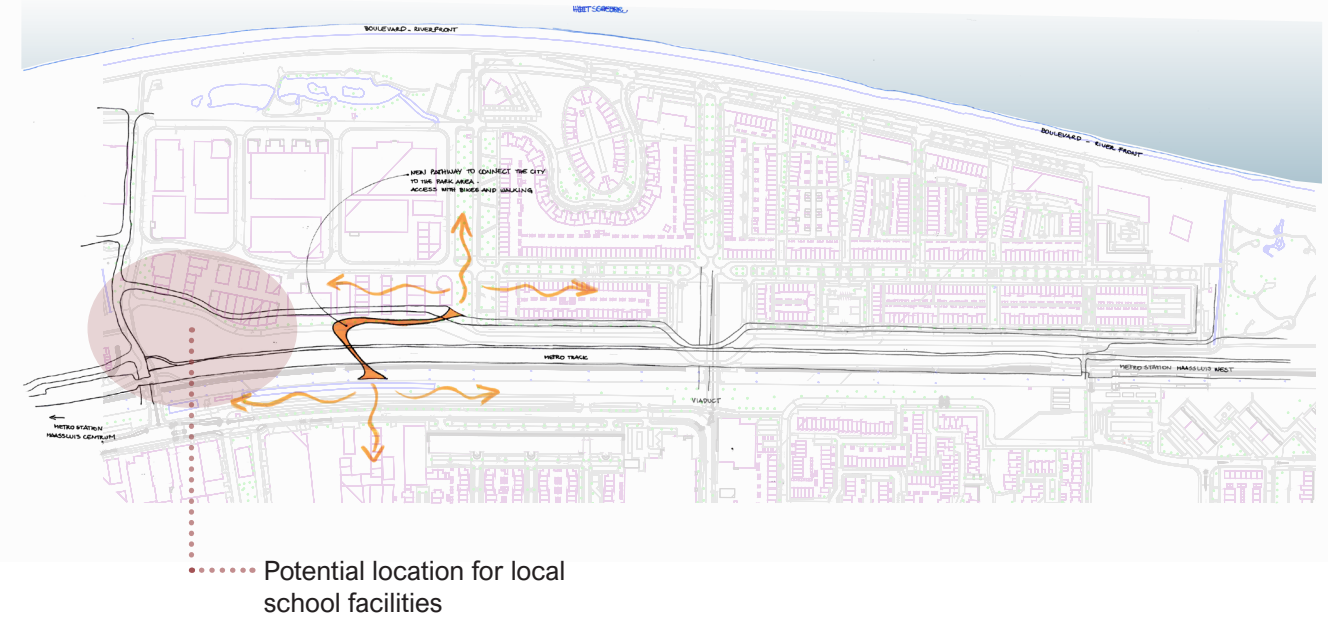 BOULEVARD - RIVERFRONT
BOULEVARD - RIVER FRONT
NEW PATHWAY TO CONNECT THE CITY
TO THE PARK AREA -
ACCESS WITH BIKES AND WALKING
METRO TRACK
METRO STATION MAASSLUIS WEST
VIADUCT
METRO STATION
MAASSLUIS CENTRUM
Potential location for local
school facilities